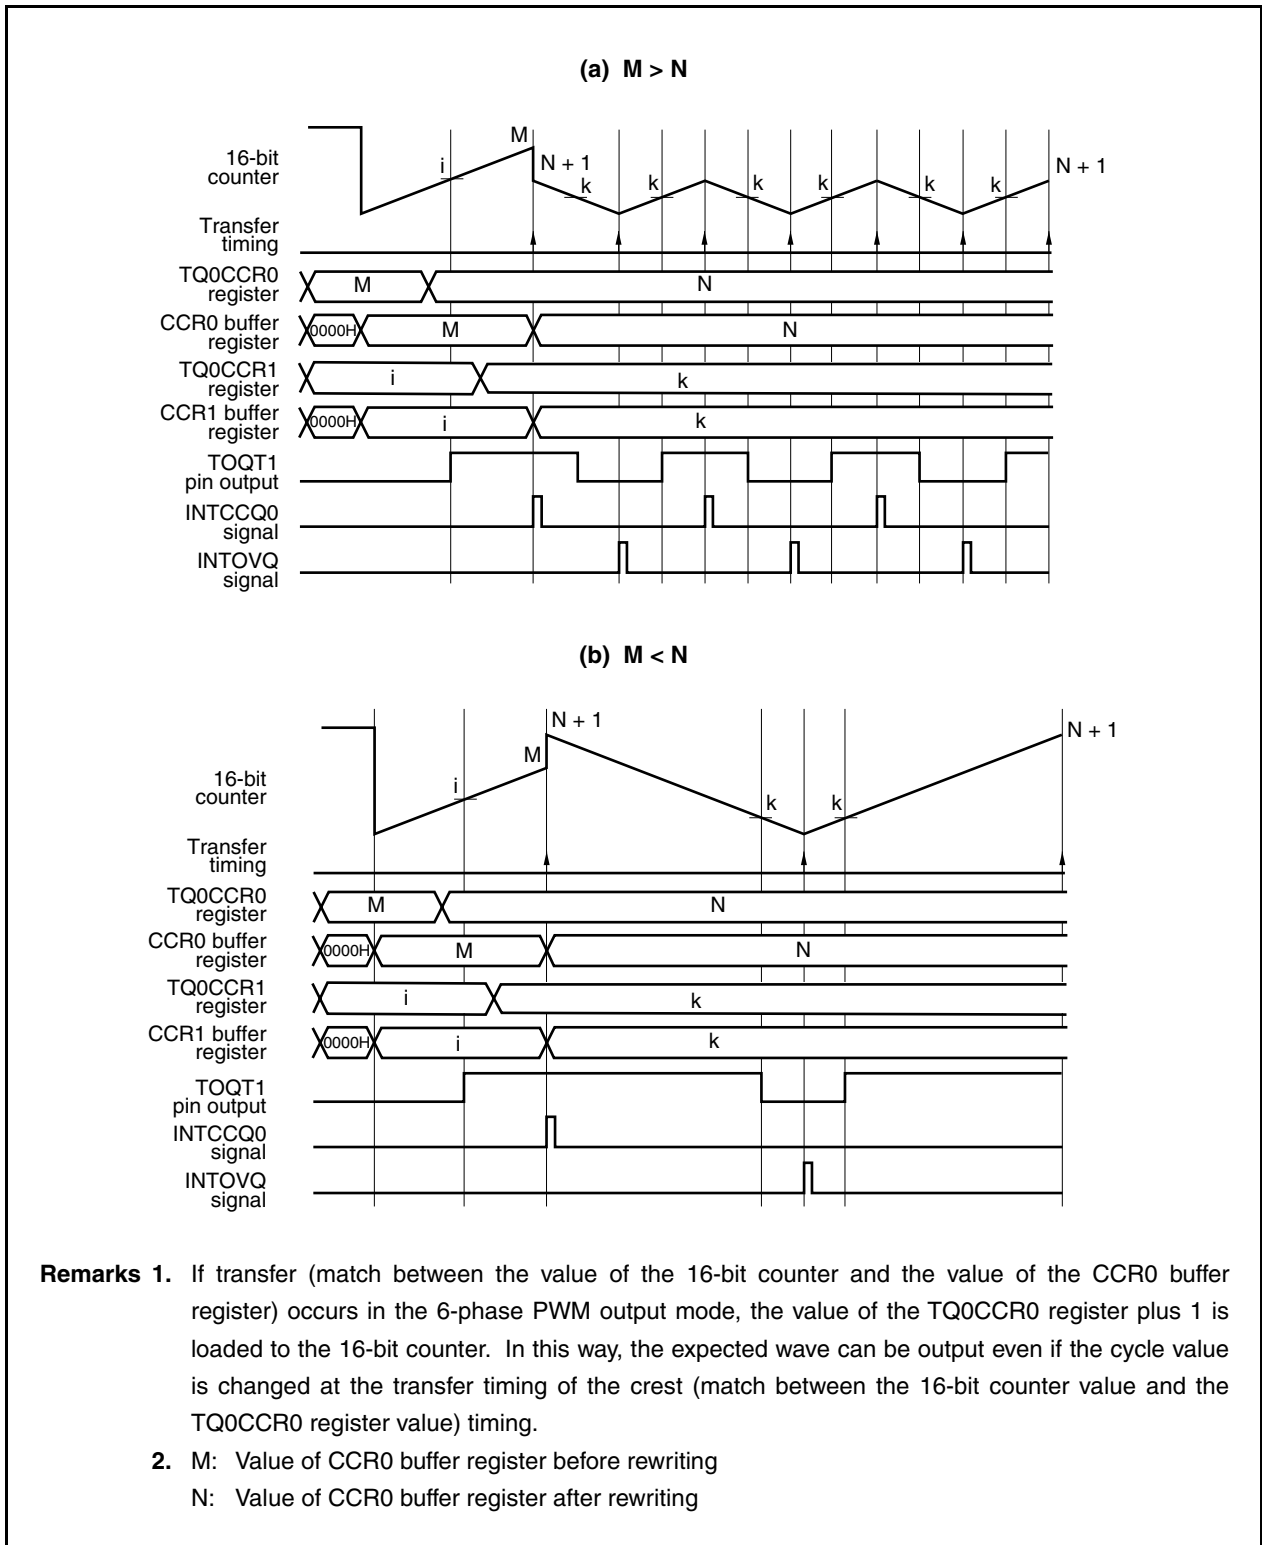 (a) M > N
M
i
N + 1
k
k
k
k
k
k
N + 1
16-bit
counter
Transfer
timing
TQ0CCR0
register
M
N
CCR0 buffer
register
0000H
M
N
TQ0CCR1
register
i
k
CCR1 buffer
register
0000H
i
k
TOQT1
pin output
INTCCQ0
signal
INTOVQ
signal
(b) M < N
N + 1
M
i
k
k
N + 1
16-bit
counter
Transfer
timing
TQ0CCR0
register
M
N
CCR0 buffer
register
0000H
M
N
TQ0CCR1
register
i
k
CCR1 buffer
register
0000H
i
k
TOQT1
pin output
INTCCQ0
signal
INTOVQ
signal
Remarks 1. If transfer (match between the value of the 16-bit counter and the value of the CCR0 buffer
register) occurs in the 6-phase PWM output mode, the value of the TQ0CCR0 register plus 1 is
loaded to the 16-bit counter. In this way, the expected wave can be output even if the cycle value
is changed at the transfer timing of the crest (match between the 16-bit counter value and the
TQ0CCR0 register value) timing.
2. M: Value of CCR0 buffer register before rewriting
N: Value of CCR0 buffer register after rewriting